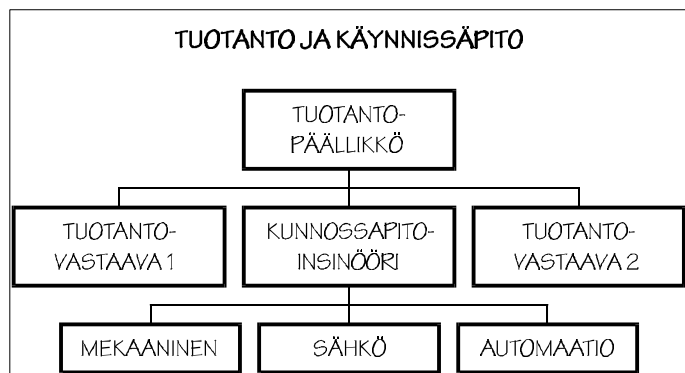 TUOTANTO JA KÄYNNISSÄPITO
TUOTANTO-
PÄÄLLIKKÖ
TUOTANTO-
VASTAAVA 1
KUNNOSSAPITO-
INSINÖÖRI
TUOTANTO-
VASTAAVA 2
MEKAANINEN
SÄHKÖ
AUTOMAATIO